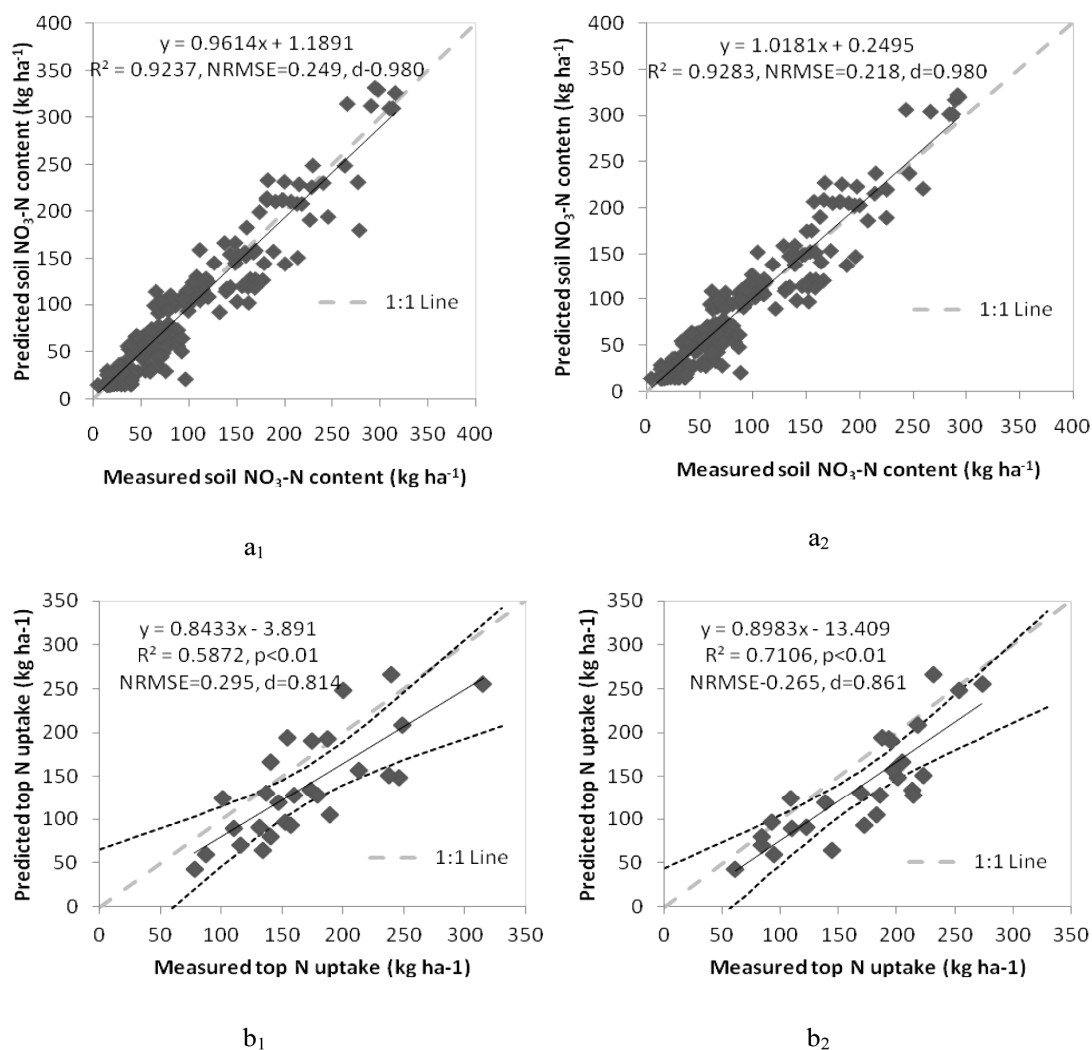 400
350
300
250
200
150
100
50
0
Predicted soil NO₃-N content (kg ha⁻¹)
y = 0.9614x + 1.1891
R² = 0.9237, NRMSE=0.249, d-0.980
1:1 Line
0 50 100 150 200 250 300 350 400
Measured soil NO₃-N content (kg ha⁻¹)
a₁
400
350
300
250
200
150
100
50
0
Predicted soil NO₃-N contetn (kg ha⁻¹)
y = 1.0181x + 0.2495
R² = 0.9283, NRMSE=0.218, d=0.980
1:1 Line
0 50 100 150 200 250 300 350 400
Measured soil NO₃-N content (kg ha⁻¹)
a₂
350
300
250
200
150
100
50
0
Predicted top N uptake (kg ha-1)
y = 0.8433x - 3.891
R² = 0.5872, p<0.01
NRMSE=0.295, d=0.814
1:1 Line
0 50 100 150 200 250 300 350
Measured top N uptake (kg ha-1)
b₁
350
300
250
200
150
100
50
0
Predicted top N uptake (kg ha-1)
y = 0.8983x - 13.409
R² = 0.7106, p<0.01
NRMSE-0.265, d=0.861
1:1 Line
0 50 100 150 200 250 300 350
Measured top N uptake (kg ha-1)
b₂